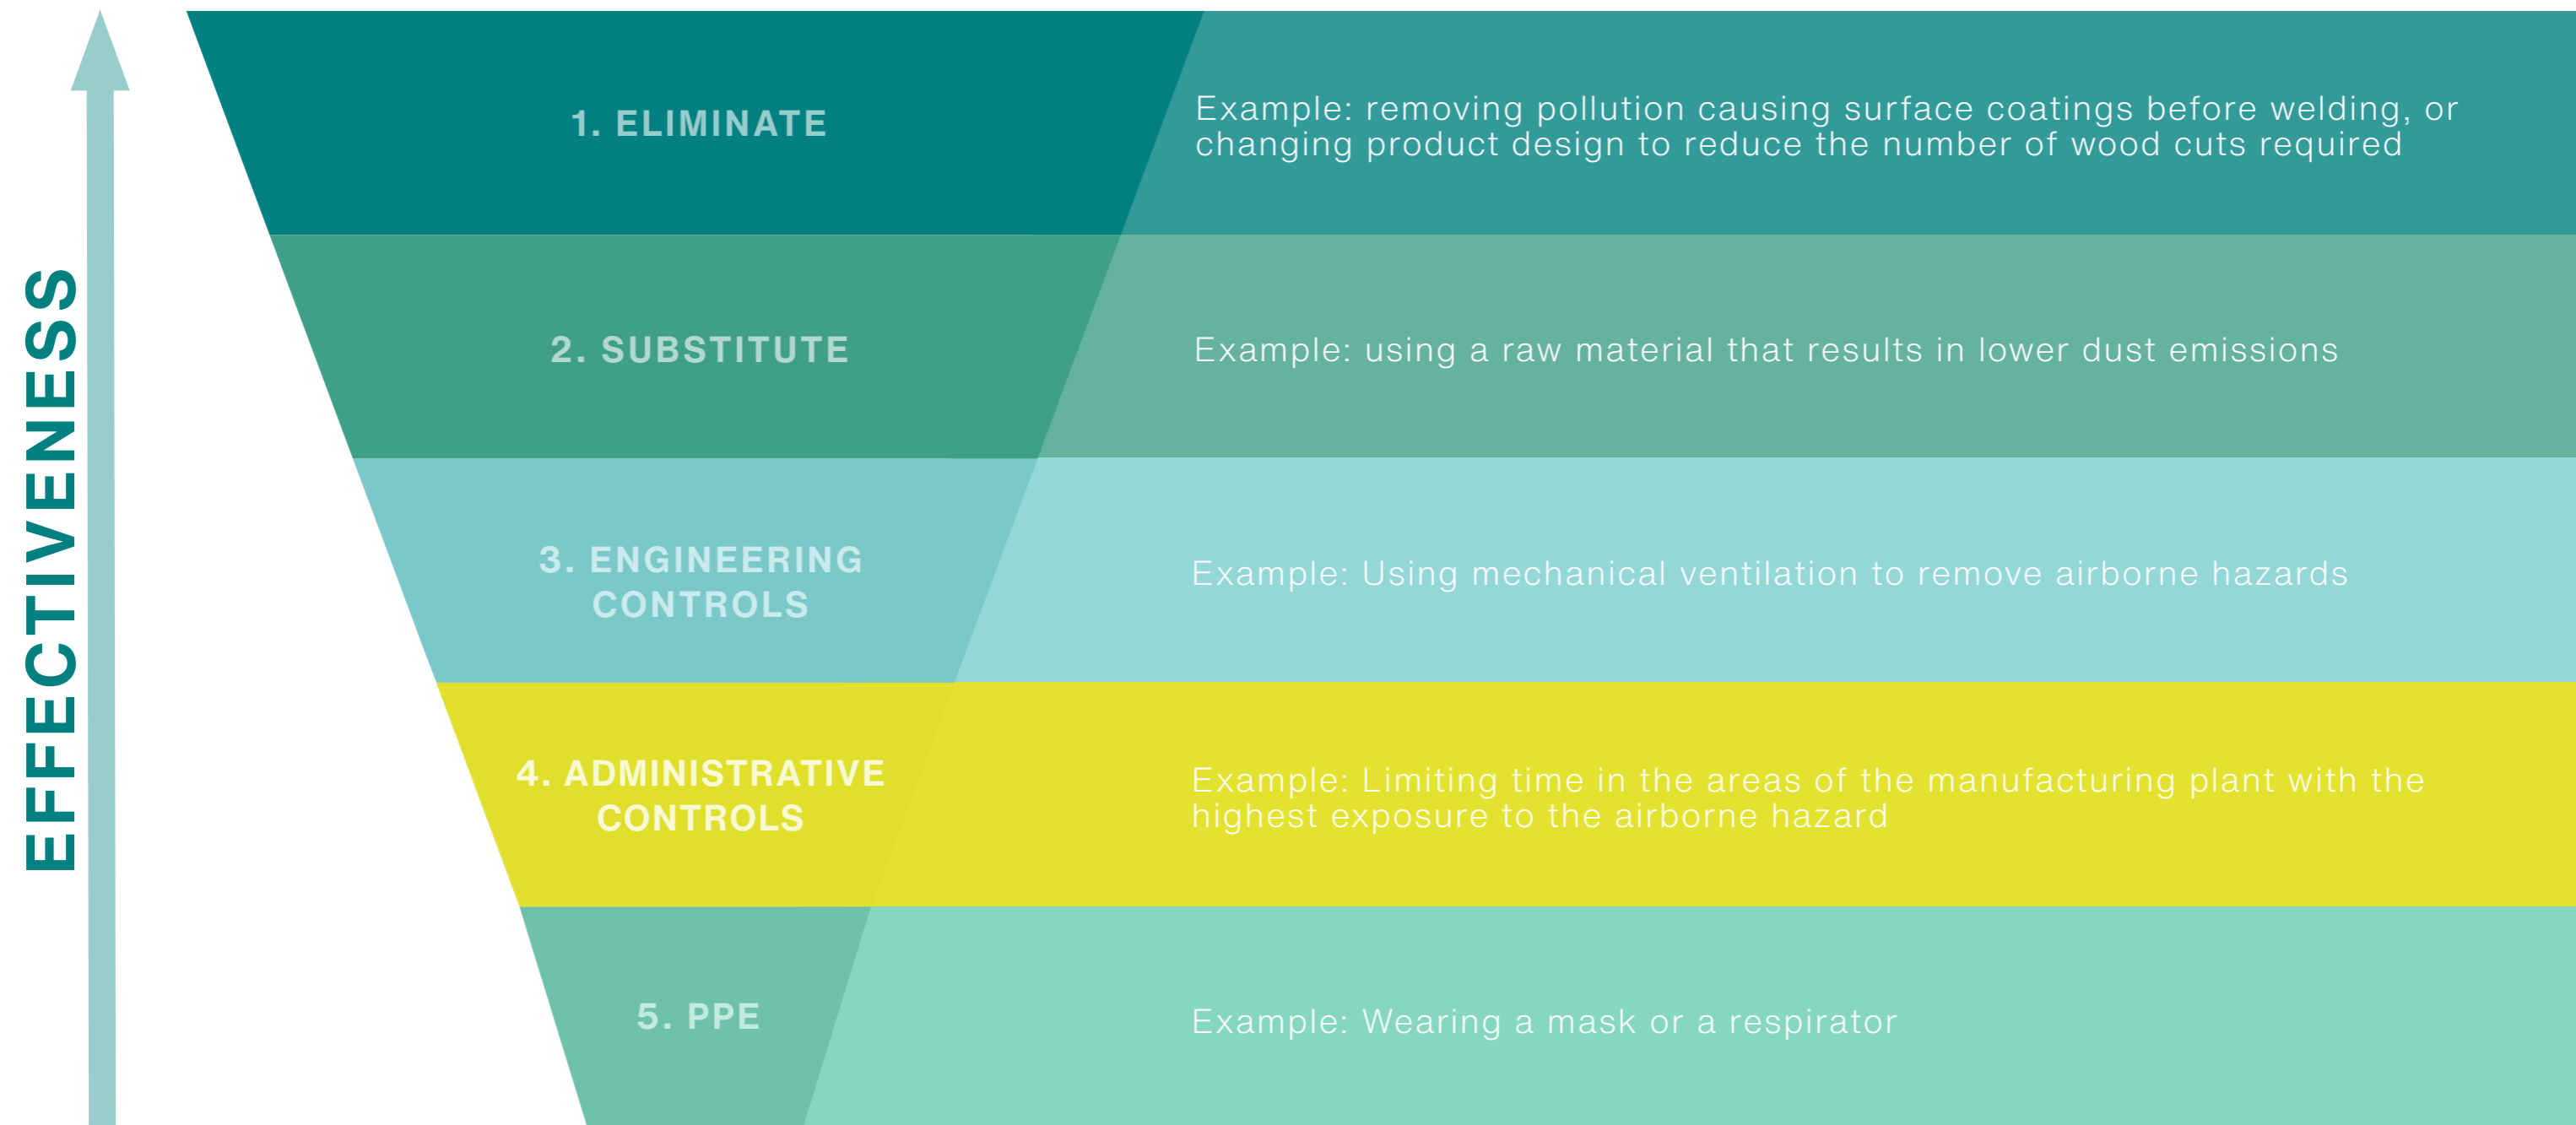 EFFECTIVENESS
1. ELIMINATE
Example: removing pollution causing surface coatings before welding, or
changing product design to reduce the number of wood cuts required
2. SUBSTITUTE
Example: using a raw material that results in lower dust emissions
3. ENGINEERING
CONTROLS
Example: Using mechanical ventilation to remove airborne hazards
4. ADMINISTRATIVE
CONTROLS
Example: Limiting time in the areas of the manufacturing plant with the
highest exposure to the airborne hazard
5. PPE
Example: Wearing a mask or a respirator